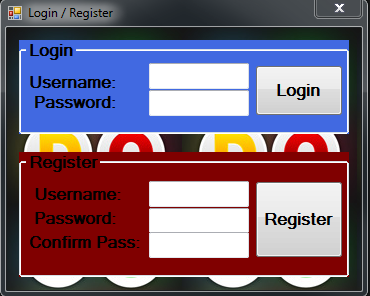 Login / Register
Login
Username:
Login
Password:
Register
Username:
Password:
Register
Confirm Pass: